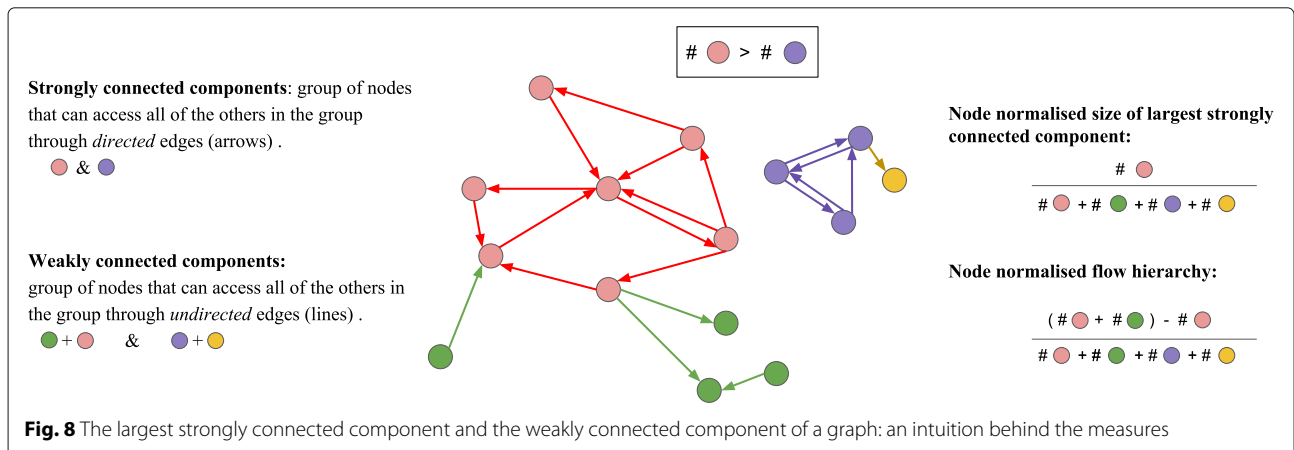 # > #
Strongly connected components: group of nodes
that can access all of the others in the group
through directed edges (arrows) .
&
Weakly connected components:
group of nodes that can access all of the others in
the group through undirected edges (lines) .
+ & +
Node normalised size of largest strongly
connected component:
#
# + # + # + #
Node normalised flow hierarchy:
(# + #) - #
# + # + # + #
Fig. 8 The largest strongly connected component and the weakly connected component of a graph: an intuition behind the measures